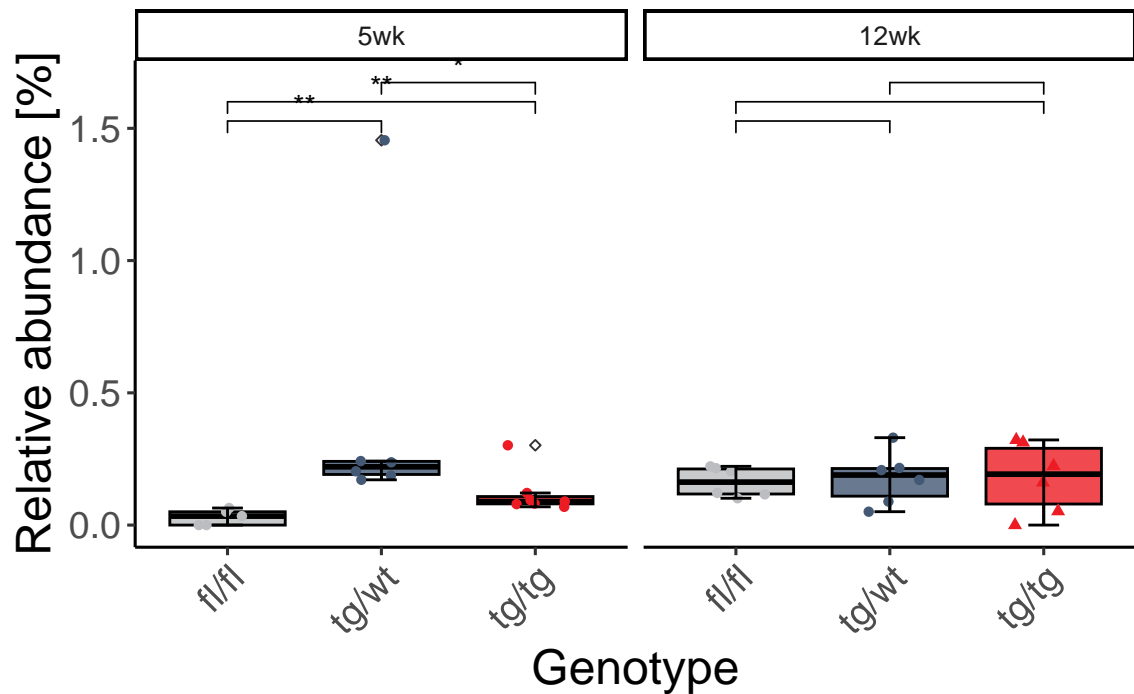 5wk
12wk
*
**
**
Relative abundance [%]
1.5
1.0
0.5
0.0
fl/fl
tg/wt
tg/tg
fl/fl
tg/wt
tg/tg
Genotype